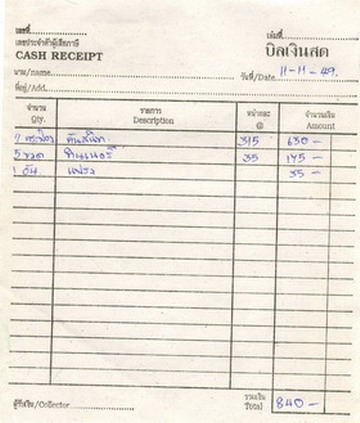 เลขที่ เล่มที่
เลขประจำตัวผู้เสียภาษี บิลเงินสด
CASH RECEIPT
นาม/name วันที่/Date 11-11-49.
ที่อยู่/Add.
จำนวน รายการ หน่วยละ จำนวนเงิน
Qty. Description @ Amount
2 315 630 –
5 ขวด ทินเนอร์ 35 175 –
1 อัน แปรง 35 –
รวมเงิน
ผู้รับเงิน/Collector Total 840 –